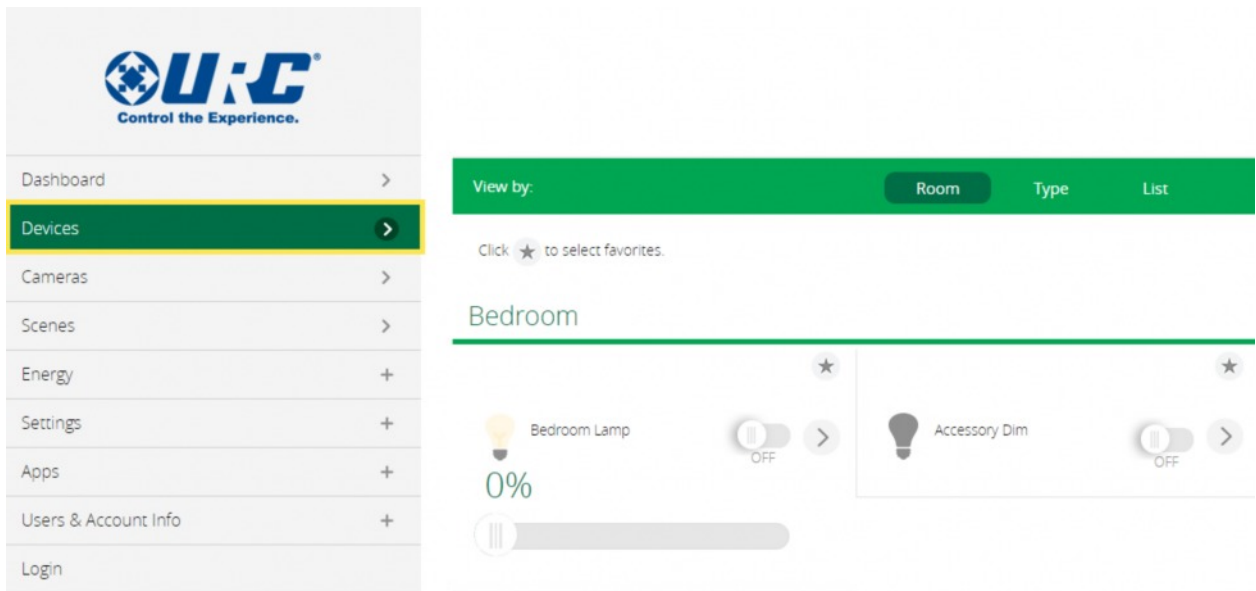 URC®
Control the Experience.
Dashboard
Devices
Cameras
Scenes
Energy
Settings
Apps
Users & Account Info
Login
View by:
Room
Type
List
Click ★ to select favorites.
Bedroom
Bedroom Lamp
OFF
0%
Accessory Dim
OFF